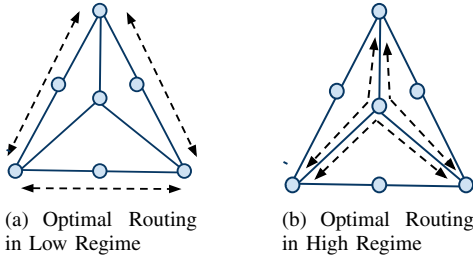 (a) Optimal Routing
in Low Regime
(b) Optimal Routing
in High Regime